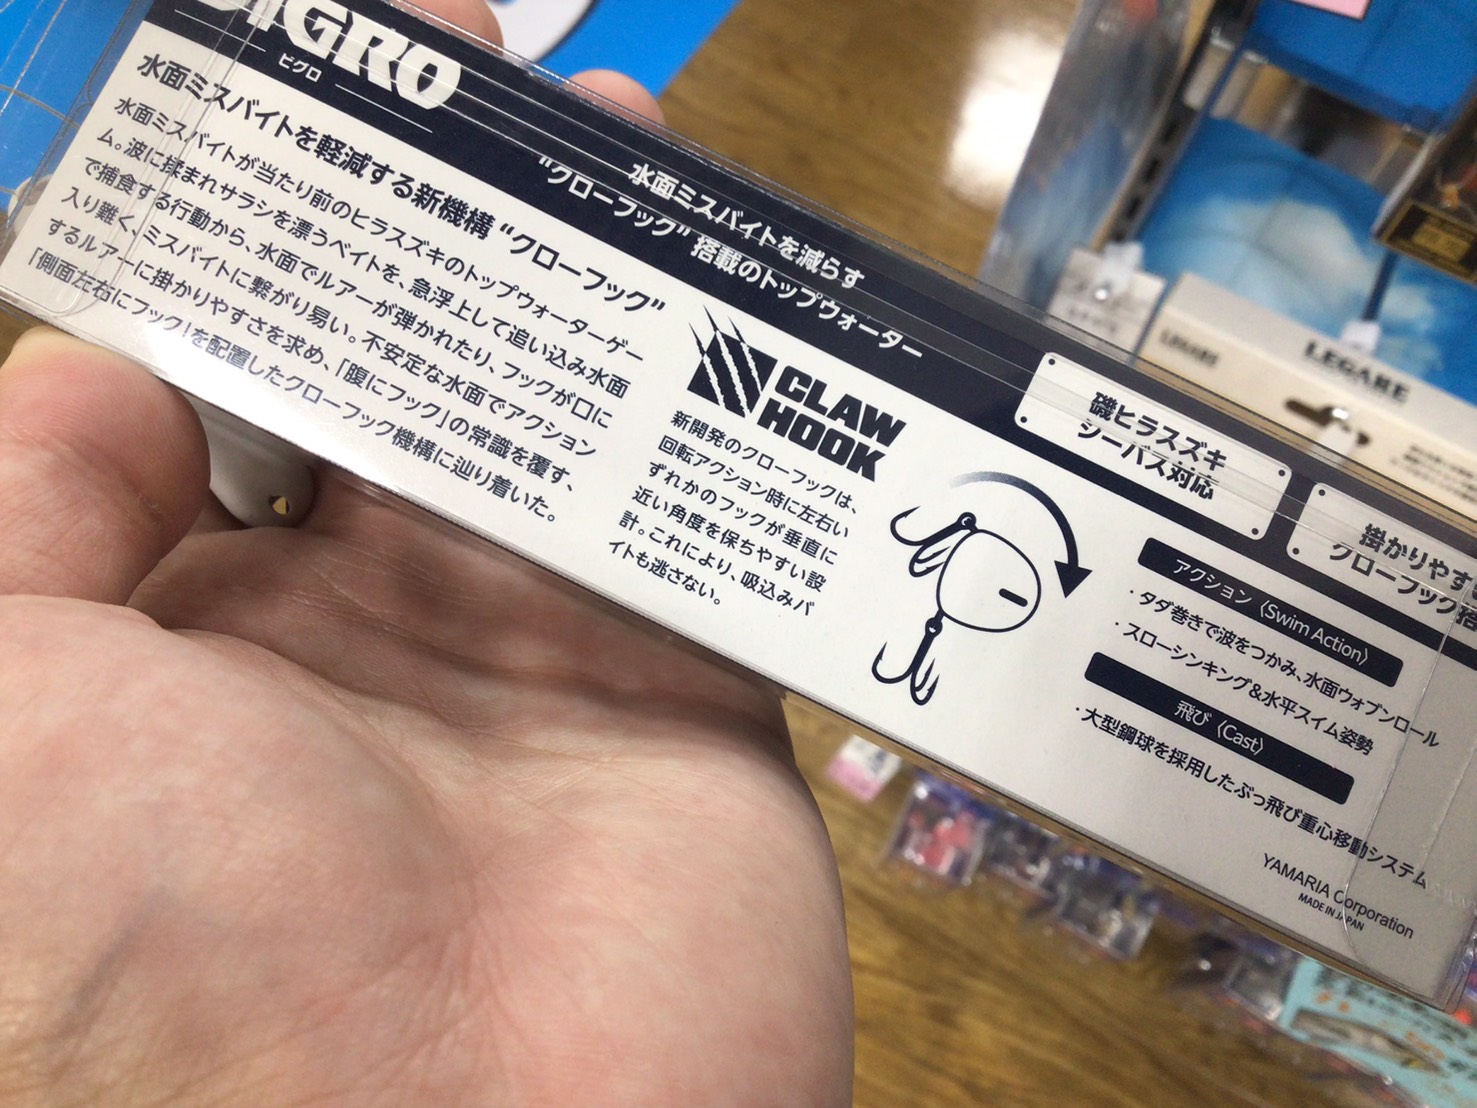 ピグロ
水面ミスバイトを軽減する新機構 “クローフック”
水面ミスバイトが当たり前のヒラスズキのトップウォーターゲー
ム。波に揉まれサラシを漂うベイトを、急浮上して追い込み水面
で捕食する行動から、水面でルアーが弾かれたり、フックが口に
入り難く、ミスバイトに繋がり易い。不安定な水面でアクション
するルアーに掛かりやすさを求め、「腹にフック」の常識を覆す、
「側面左右にフック」を配置したクローフック機構に辿り着いた。
水面ミスバイトを減らす
“クローフック” 搭載のトップウォーター
CLAW
HOOK
新開発のクローフックは、
回転アクション時に左右い
ずれかのフックが垂直に
近い角度を保ちやすい設
計。これにより、吸込みバ
イトも逃さない。
磯ヒラスズキ
シーバス対応
掛かりやす
クローフック搭
アクション〈Swim Action〉
・タダ巻きで波をつかみ、水面ウォブンロール
・スローシンキング&水平スイム姿勢
飛び〈Cast〉
・大型鋼球を採用したぶっ飛び重心移動システム
YAMARIA Corporation
MADE IN JAPAN
LEGARE